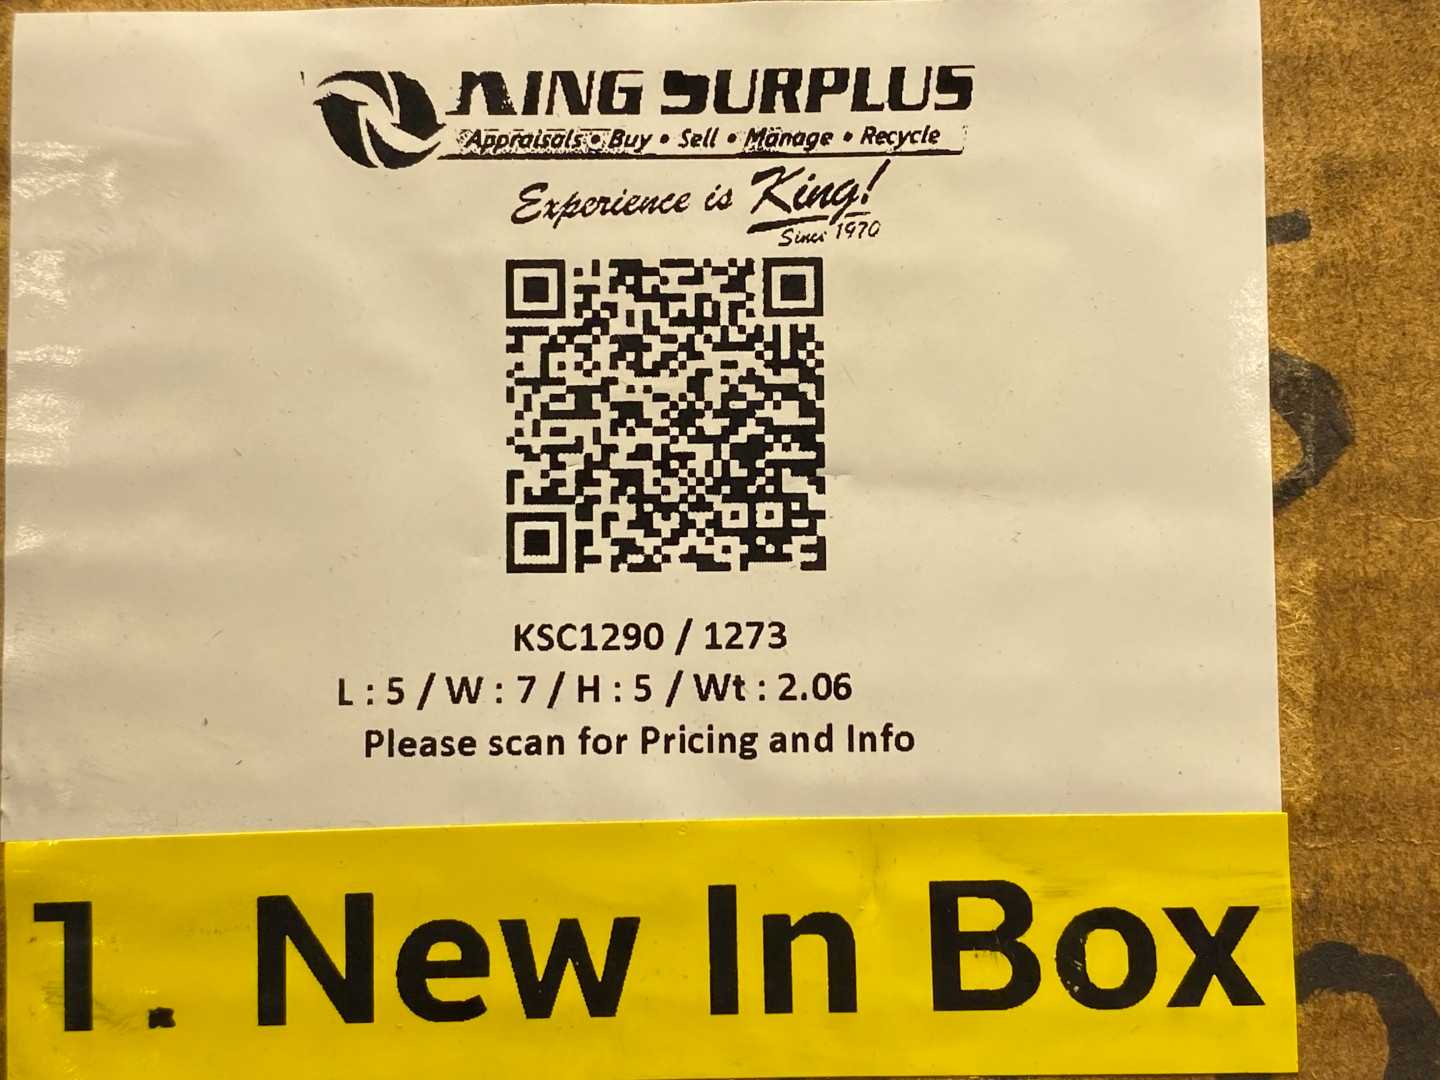 KING SURPLUS
Appraisals • Buy • Sell • Manage • Recycle
Experience is King!
Since 1970
KSC1290 / 1273
L : 5 / W : 7 / H : 5 / Wt : 2.06
Please scan for Pricing and Info
1. New In Box